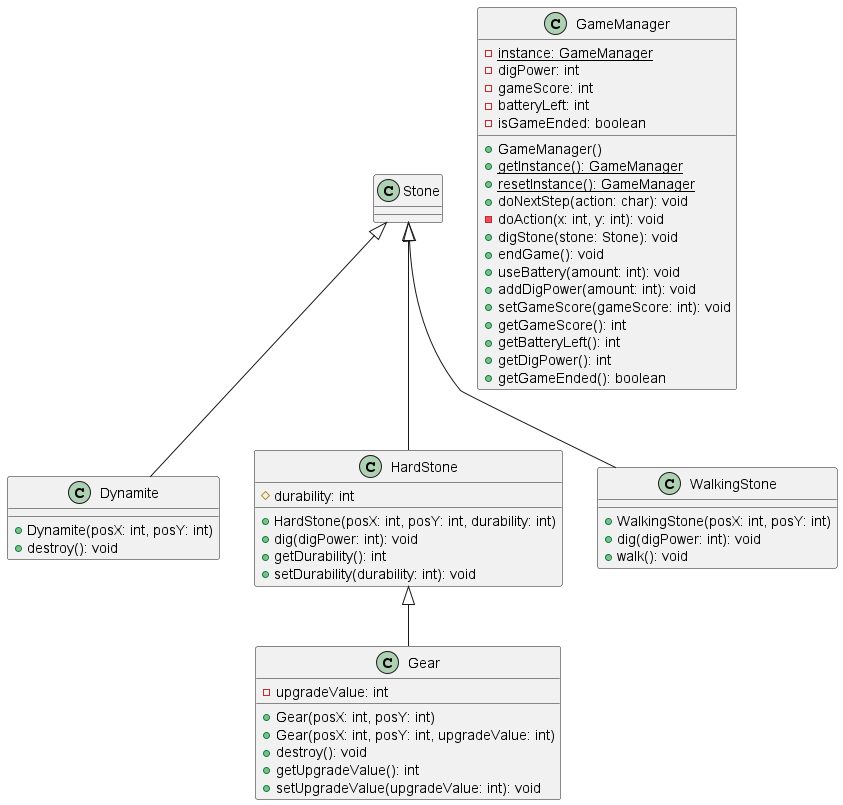 C GameManager
instance: GameManager
digPower: int
gameScore: int
batteryLeft: int
isGameEnded: boolean
GameManager()
getInstance(): GameManager
resetInstance(): GameManager
doNextStep(action: char): void
doAction(x: int, y: int): void
digStone(stone: Stone): void
endGame(): void
useBattery(amount: int): void
addDigPower(amount: int): void
setGameScore(gameScore: int): void
getGameScore(): int
getBatteryLeft(): int
getDigPower(): int
getGameEnded(): boolean
C Stone
C Dynamite
Dynamite(posX: int, posY: int)
destroy(): void
C HardStone
durability: int
HardStone(posX: int, posY: int, durability: int)
dig(digPower: int): void
getDurability(): int
setDurability(durability: int): void
C WalkingStone
WalkingStone(posX: int, posY: int)
dig(digPower: int): void
walk(): void
C Gear
upgradeValue: int
Gear(posX: int, posY: int)
Gear(posX: int, posY: int, upgradeValue: int)
destroy(): void
getUpgradeValue(): int
setUpgradeValue(upgradeValue: int): void